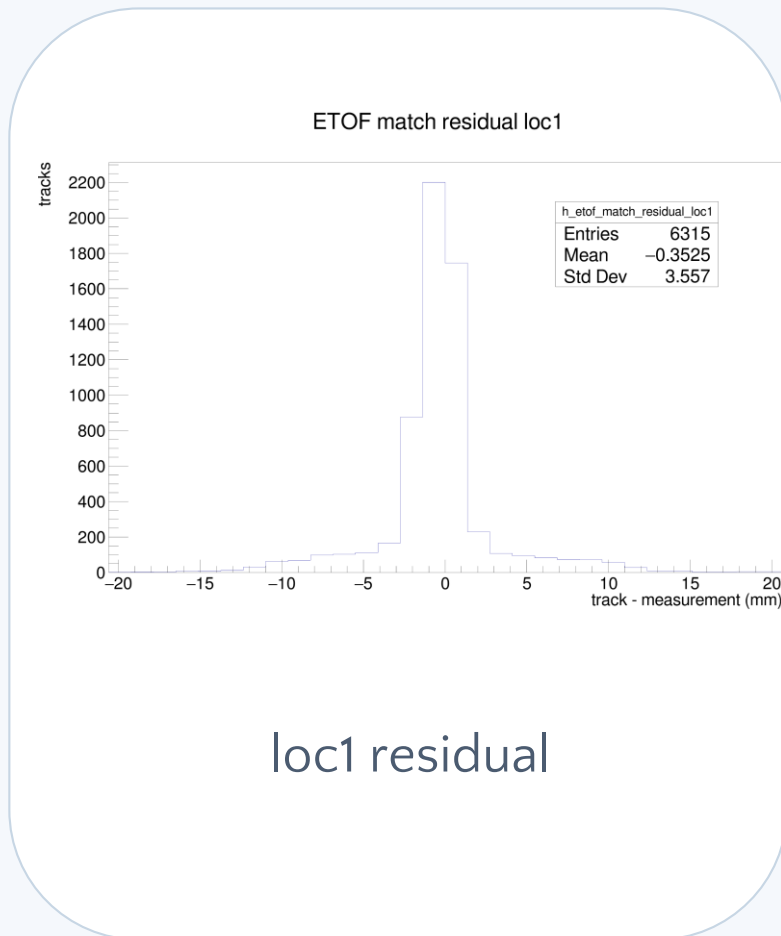 ETOF match residual loc1
tracks
2200
2000
1800
1600
1400
1200
1000
800
600
400
200
0
h_etof_match_residual_loc1
Entries 6315
Mean −0.3525
Std Dev 3.557
−20 −15 −10 −5 0 5 10 15 20
track - measurement (mm)
loc1 residual